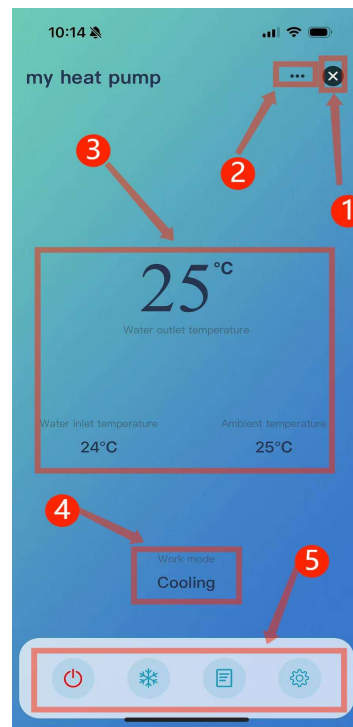 10:14
my heat pump
3
2
1
25°C
Water outlet temperature
Water inlet temperature Ambient temperature
24°C 25°C
4
5
Work mode
Cooling